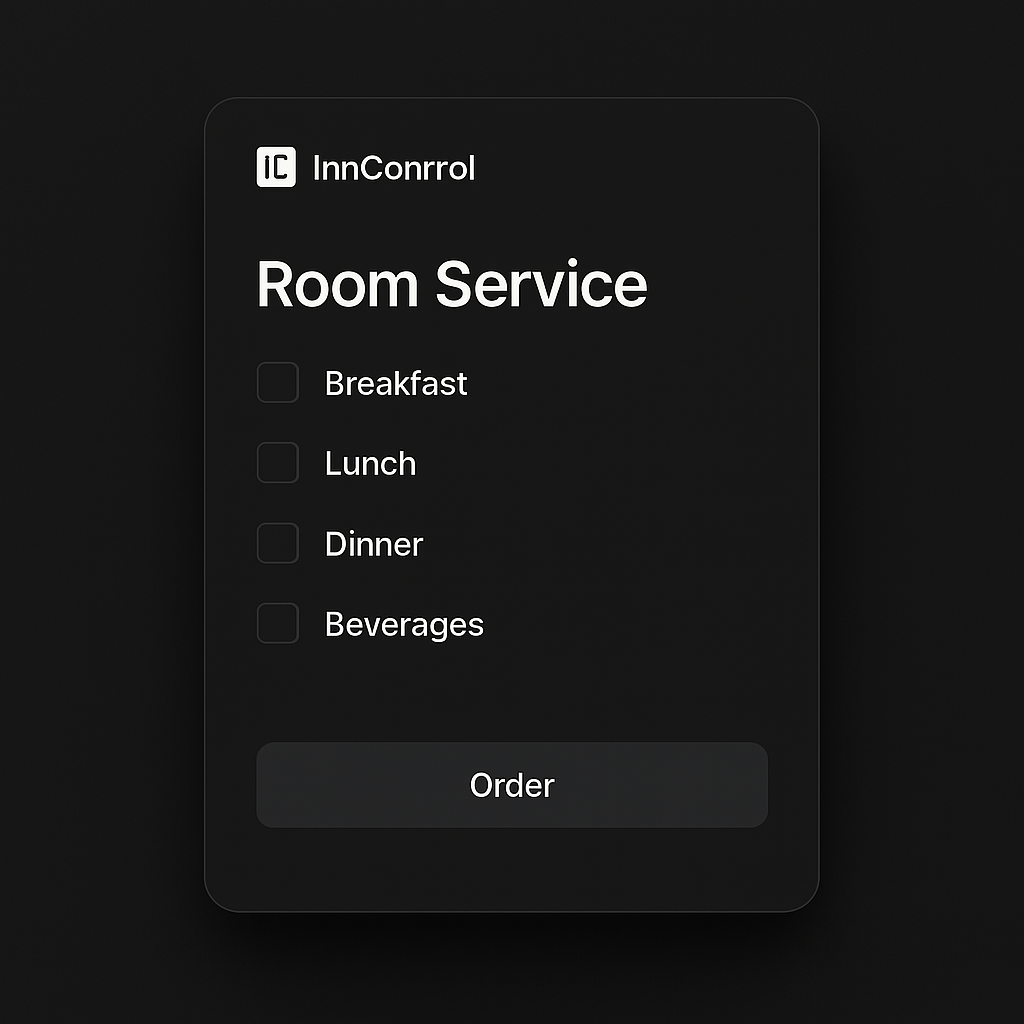 IC InnConrrol
Room Service
Breakfast
Lunch
Dinner
Beverages
Order